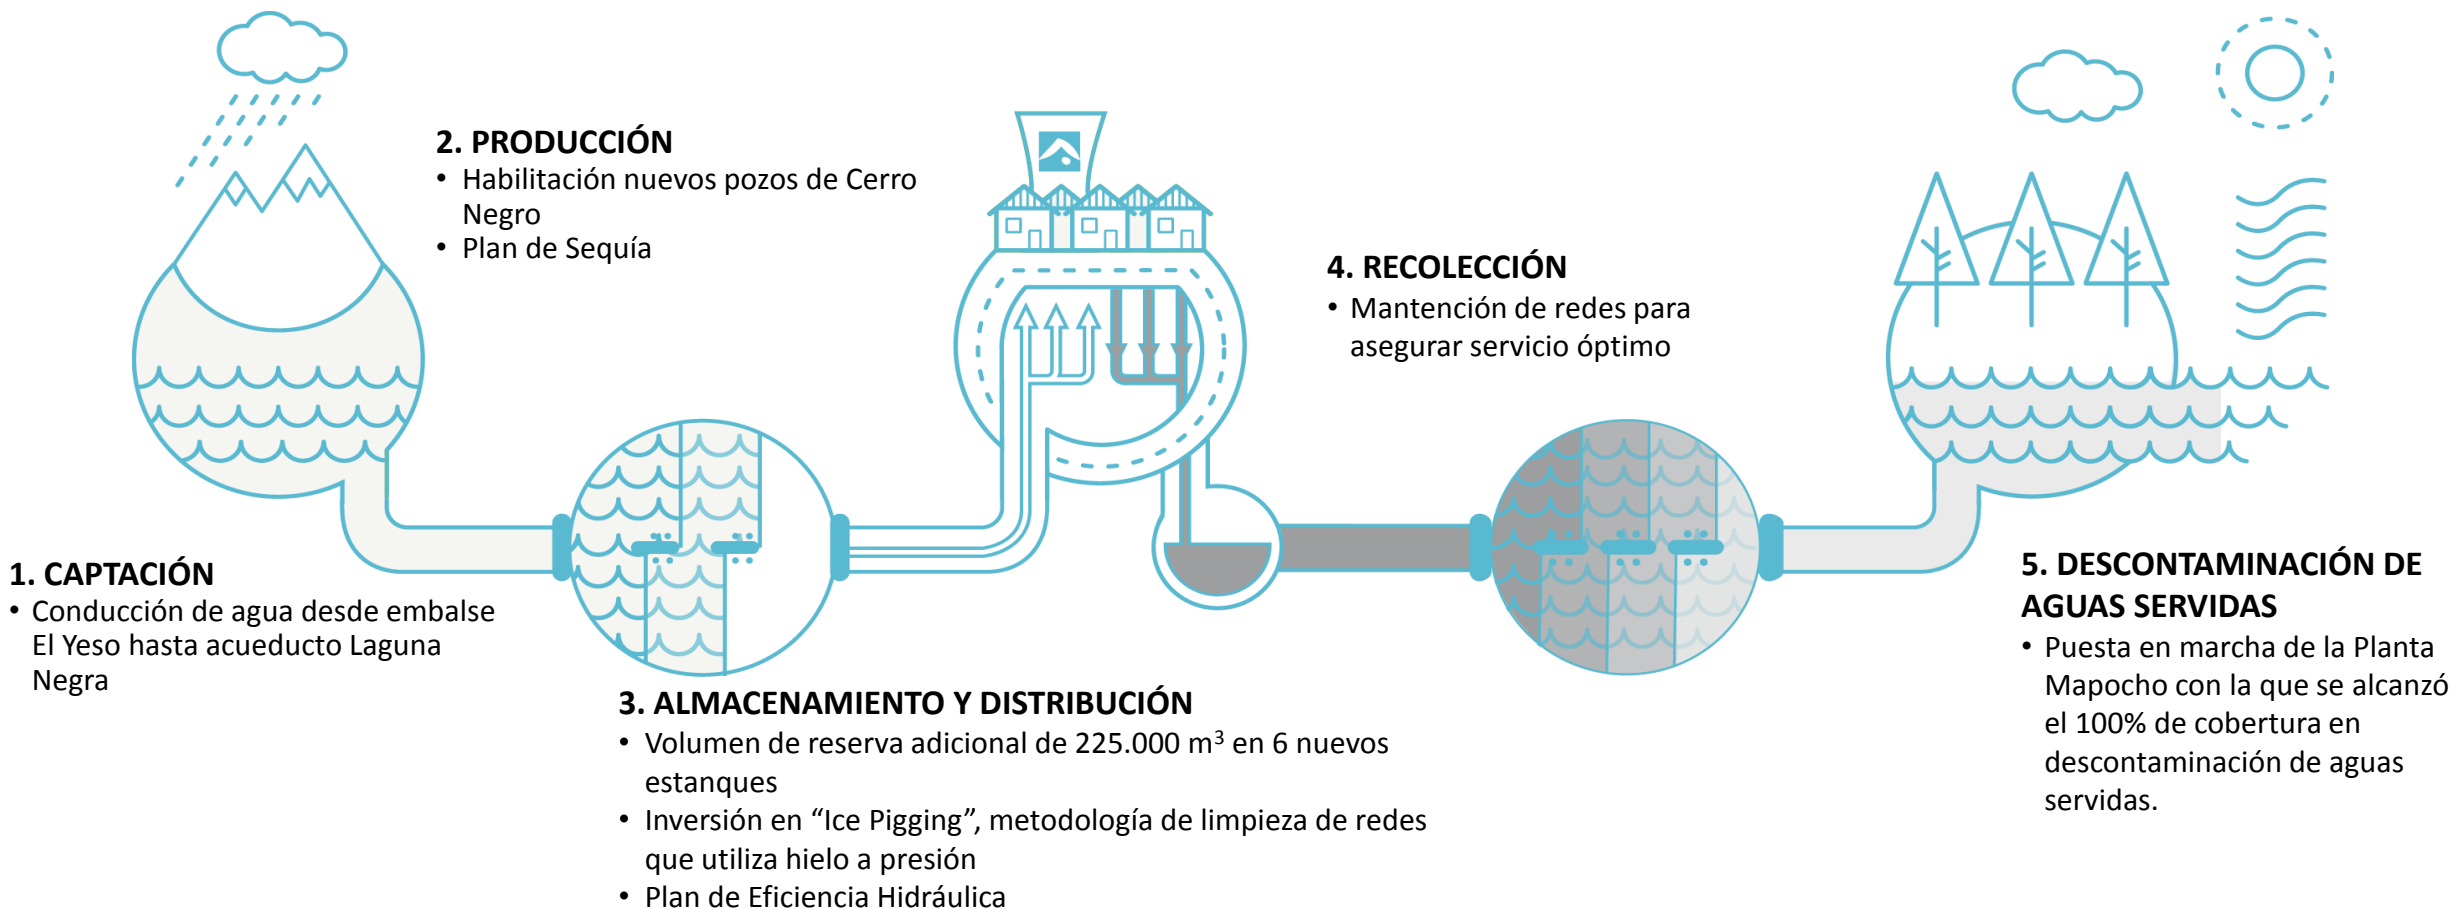 1. CAPTACIÓN
• Conducción de agua desde embalse
El Yeso hasta acueducto Laguna
Negra
2. PRODUCCIÓN
• Habilitación nuevos pozos de Cerro
Negro
• Plan de Sequía
3. ALMACENAMIENTO Y DISTRIBUCIÓN
• Volumen de reserva adicional de 225.000 m³ en 6 nuevos
estanques
• Inversión en “Ice Pigging”, metodología de limpieza de redes
que utiliza hielo a presión
• Plan de Eficiencia Hidráulica
4. RECOLECCIÓN
• Mantención de redes para
asegurar servicio óptimo
5. DESCONTAMINACIÓN DE
AGUAS SERVIDAS
• Puesta en marcha de la Planta
Mapocho con la que se alcanzó
el 100% de cobertura en
descontaminación de aguas
servidas.